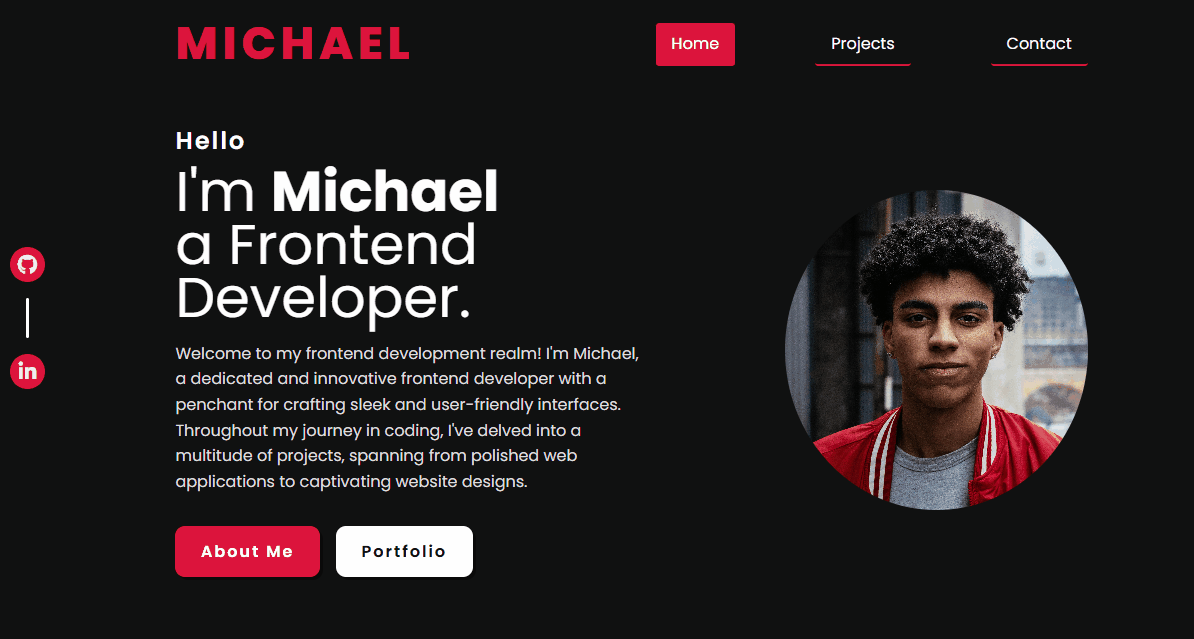 MICHAEL
Home
Projects
Contact
Hello
I'm Michael
a Frontend
Developer.
in
Welcome to my frontend development realm! I'm Michael,
a dedicated and innovative frontend developer with a
penchant for crafting sleek and user-friendly interfaces.
Throughout my journey in coding, I've delved into a
multitude of projects, spanning from polished web
applications to captivating website designs.
About Me
Portfolio